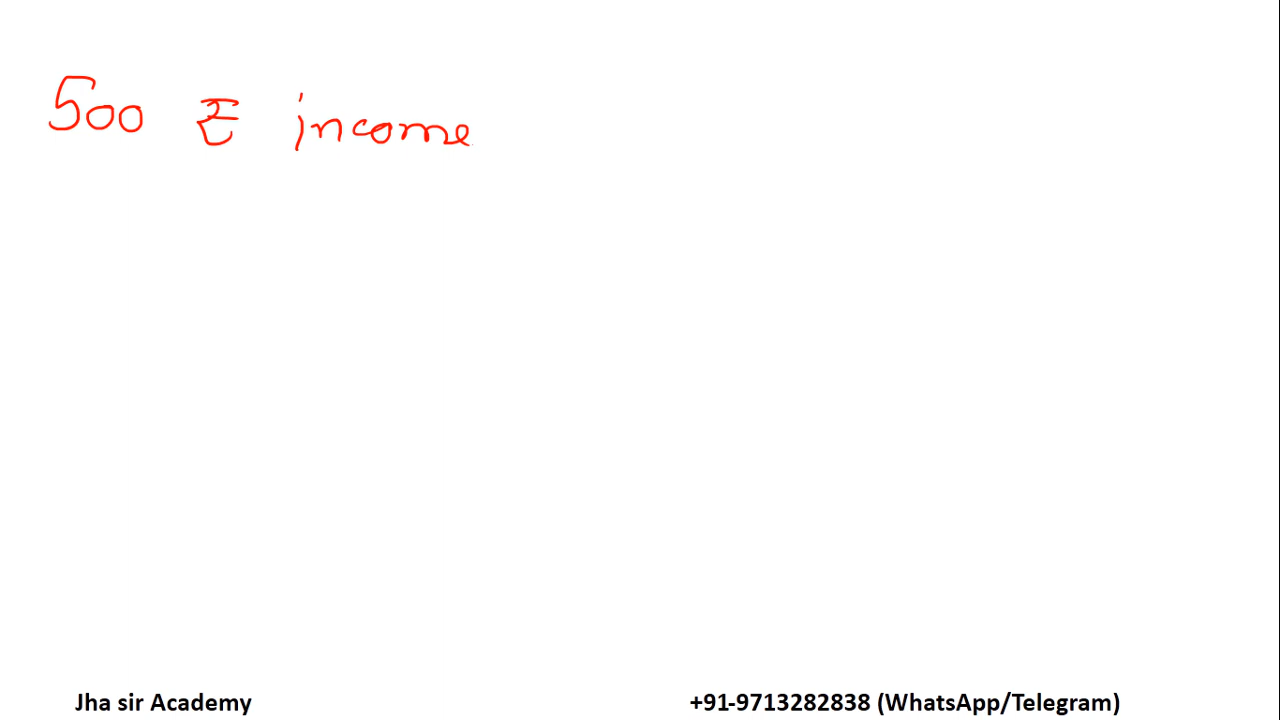 500 ₹ income
Jha sir Academy
+91-9713282838 (WhatsApp/Telegram)